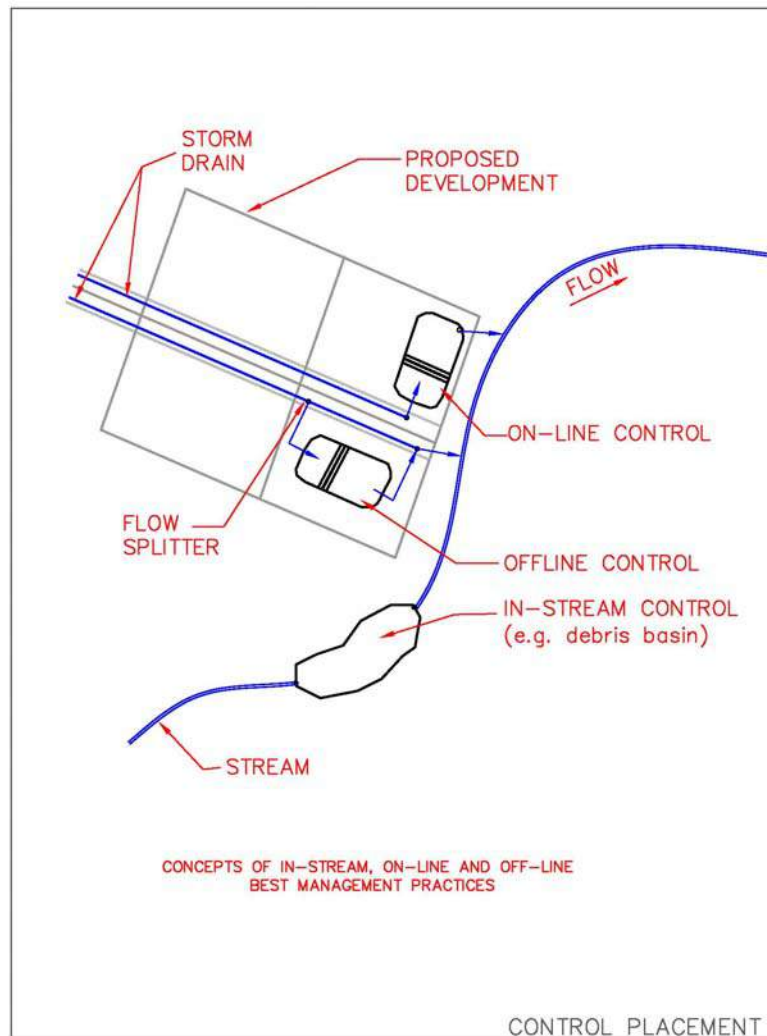 STORM
DRAIN
PROPOSED
DEVELOPMENT
FLOW
ON-LINE CONTROL
FLOW
SPLITTER
OFFLINE CONTROL
IN-STREAM CONTROL
(e.g. debris basin)
STREAM
CONCEPTS OF IN-STREAM, ON-LINE AND OFF-LINE
BEST MANAGEMENT PRACTICES
CONTROL PLACEMENT